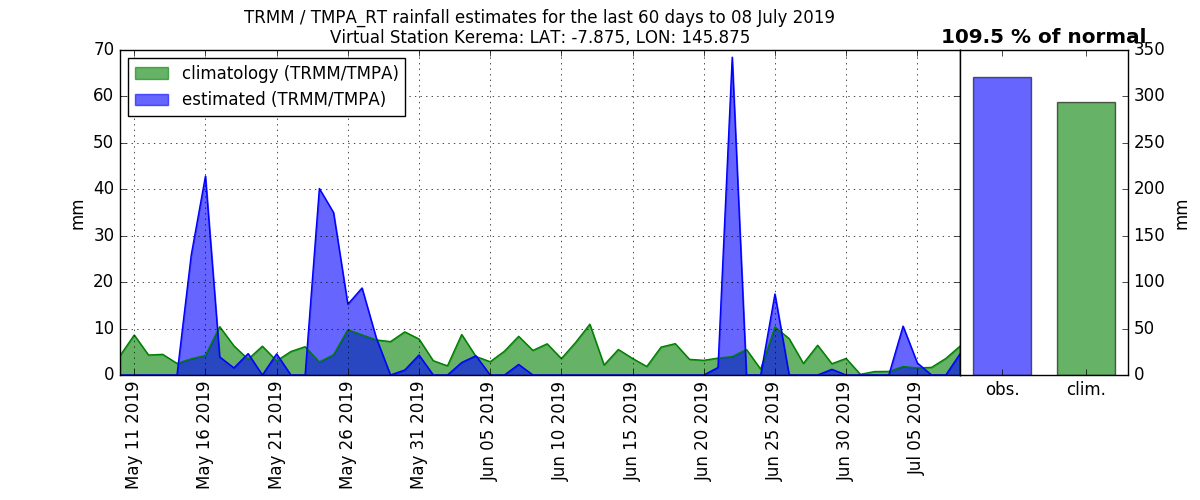 TRMM / TMPA_RT rainfall estimates for the last 60 days to 08 July 2019
Virtual Station Kerema: LAT: -7.875, LON: 145.875
109.5 % of normal
climatology (TRMM/TMPA)
estimated (TRMM/TMPA)
mm
70
60
50
40
30
20
10
0
May 11 2019
May 16 2019
May 21 2019
May 26 2019
May 31 2019
Jun 05 2019
Jun 10 2019
Jun 15 2019
Jun 20 2019
Jun 25 2019
Jun 30 2019
Jul 05 2019
obs.
clim.
350
300
250
200
150
100
50
0
mm